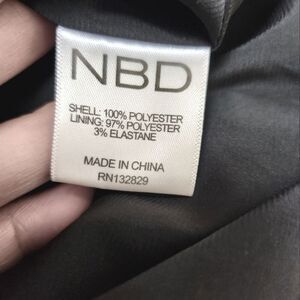 NBD
SHELL: 100% POLYESTER
LINING: 97% POLYESTER
3% ELASTANE
MADE IN CHINA
RN132829